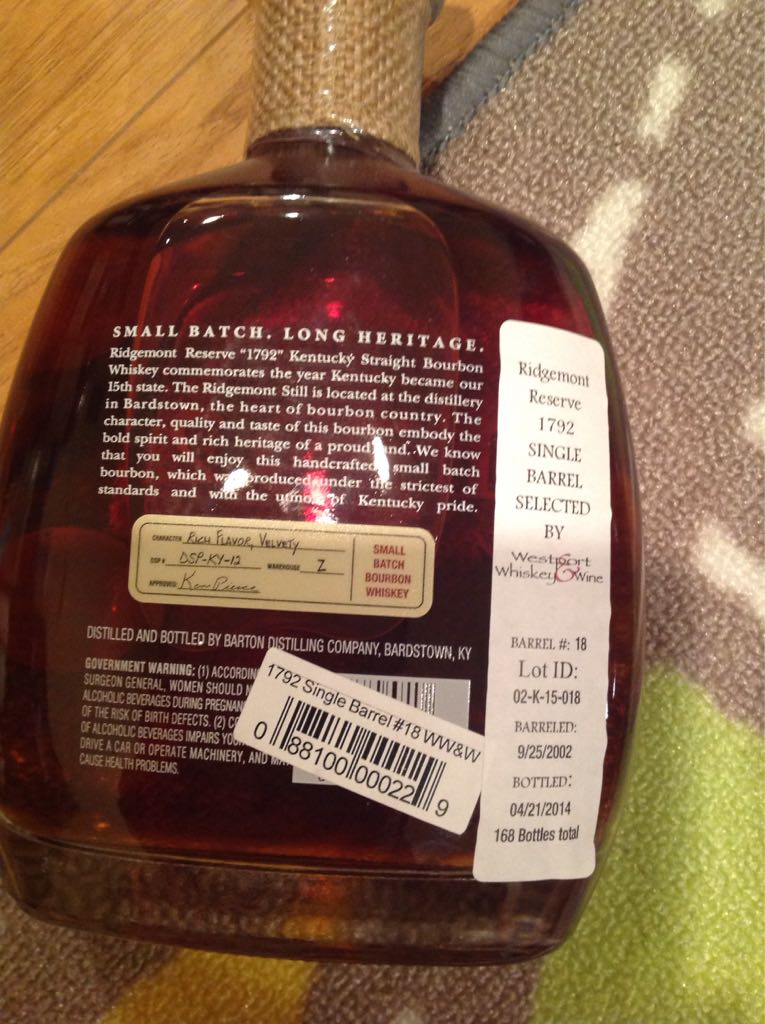 SMALL BATCH. LONG HERITAGE.
Ridgemont Reserve "1792" Kentucky Straight Bourbon
Whiskey commemorates the year Kentucky became our
15th state. The Ridgemont Still is located at the distillery
in Bardstown, the heart of bourbon country. The
character, quality and taste of this bourbon embody the
bold spirit and rich heritage of a proud land. We know
that you will enjoy this handcrafted small batch
bourbon, which was produced under the strictest of
standards and with the utmost of Kentucky pride.
CHARACTER RICH FLAVOR, VELVETY
DSP # DSP-KY-12 WAREHOUSE Z
APPROVED: Ken Pierce
SMALL
BATCH
BOURBON
WHISKEY
DISTILLED AND BOTTLED BY BARTON DISTILLING COMPANY, BARDSTOWN, KY
GOVERNMENT WARNING: (1) ACCORDIN
SURGEON GENERAL, WOMEN SHOULD N
ALCOHOLIC BEVERAGES DURING PREGNAN
OF THE RISK OF BIRTH DEFECTS. (2) CO
OF ALCOHOLIC BEVERAGES IMPAIRS YOU
DRIVE A CAR OR OPERATE MACHINERY, AND MA
CAUSE HEALTH PROBLEMS.
1792 Single Barrel #18 WW&W
0 88100 00022 9
Ridgemont
Reserve
1792
SINGLE
BARREL
SELECTED
BY
Westport
Whiskey & Wine
BARREL #: 18
Lot ID:
02-K-15-018
BARRELED:
9/25/2002
BOTTLED:
04/21/2014
168 Bottles total